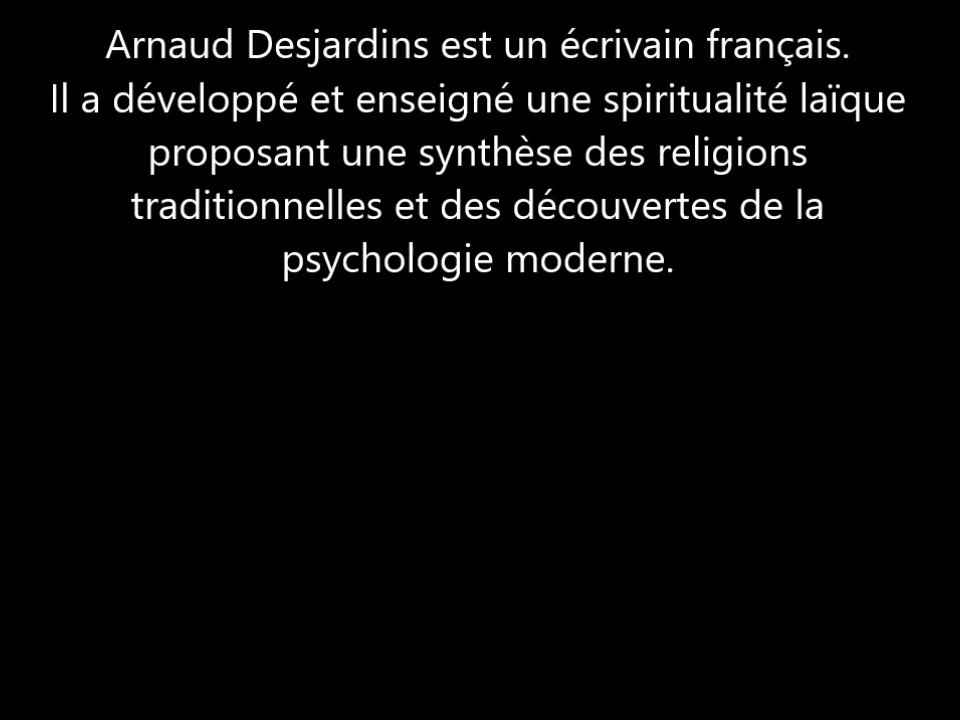 Arnaud Desjardins est un écrivain français.
Il a développé et enseigné une spiritualité laïque
proposant une synthèse des religions
traditionnelles et des découvertes de la
psychologie moderne.